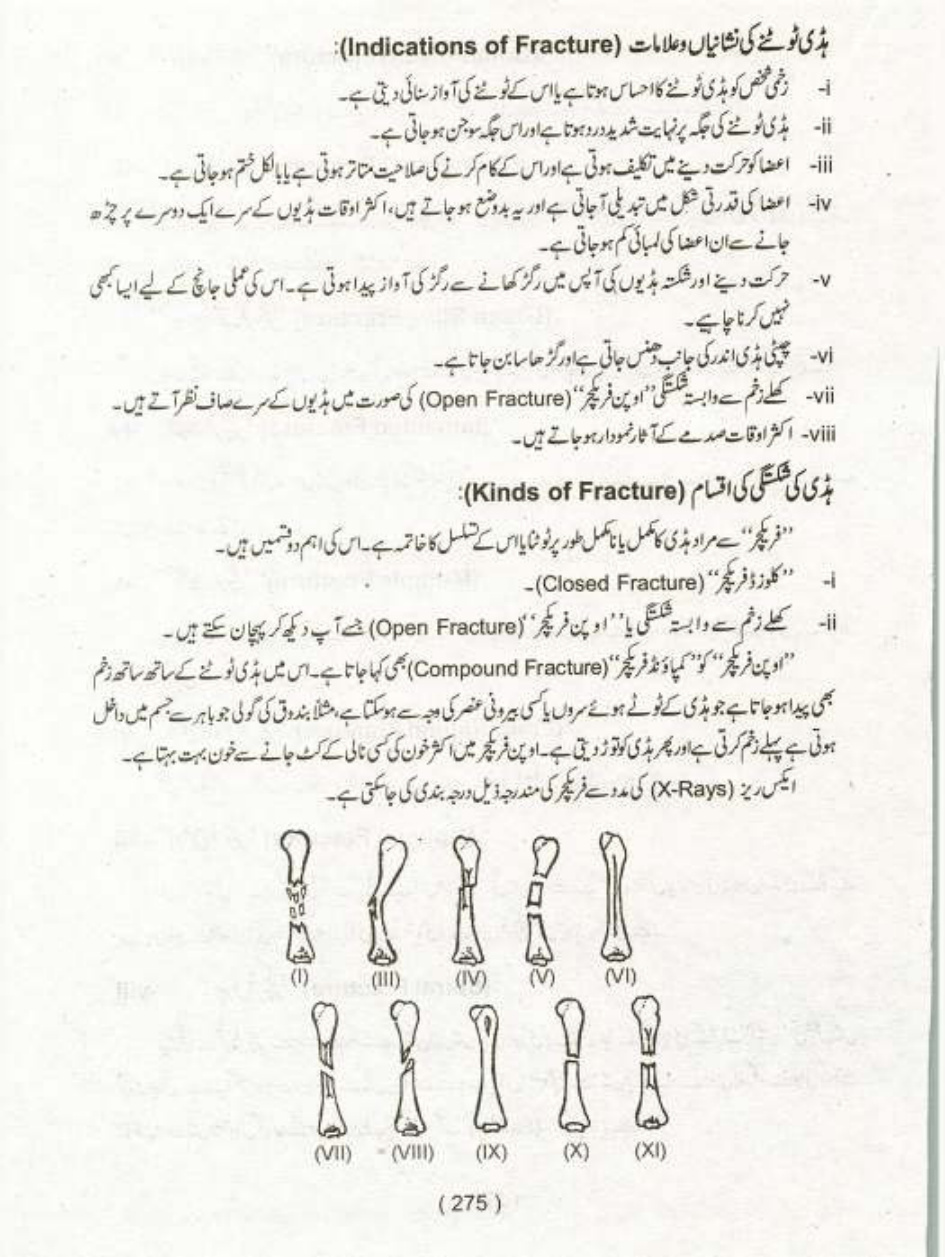 ہڈی ٹوٹنے کی نشانیاں و علامات (Indications of Fracture):
i- زخمی شخص کو ہڈی ٹوٹنے کا احساس ہوتا ہے یا اس کے ٹوٹنے کی آواز سنائی دیتی ہے۔
ii- ہڈی ٹوٹنے کی جگہ پر نہایت شدید درد ہوتا ہے اور اس جگہ سوجن ہو جاتی ہے۔
iii- اعضا کو حرکت دینے میں تکلیف ہوتی ہے اور اس کے کام کرنے کی صلاحیت متاثر ہوتی ہے یا بالکل ختم ہو جاتی ہے۔
iv- اعضا کی قدرتی شکل میں تبدیلی آ جاتی ہے اور یہ بدوضع ہو جاتے ہیں، اکثر اوقات ہڈیوں کے سرے ایک دوسرے پر چڑھ
جانے سے ان اعضا کی لمبائی کم ہو جاتی ہے۔
v- حرکت دینے اور شکستہ ہڈیوں کی آپس میں رگڑ کھانے سے رگڑ کی آواز پیدا ہوتی ہے۔ اس کی عملی جانچ کے لیے ایسا کبھی
نہیں کرنا چاہیے۔
vi- چپٹی ہڈی اندر کی جانب دھنس جاتی ہے اور گڑھا سا بن جاتا ہے۔
vii- کھلے زخم سے وابستہ شکستگی "اوپن فریکچر" (Open Fracture) کی صورت میں ہڈیوں کے سرے صاف نظر آتے ہیں۔
viii- اکثر اوقات صدمے کے آثار نمودار ہو جاتے ہیں۔
ہڈی کی شکستگی کی اقسام (Kinds of Fracture):
"فریکچر" سے مراد ہڈی کا مکمل یا نامکمل طور پر ٹوٹنا یا اس کے تسلسل کا خاتمہ ہے۔ اس کی اہم دو قسمیں ہیں۔
i- "کلوزڈ فریکچر" (Closed Fracture)۔
ii- کھلے زخم سے وابستہ شکستگی یا "اوپن فریکچر" (Open Fracture) جسے آپ دیکھ کر پہچان سکتے ہیں۔
"اوپن فریکچر" کو "کمپاؤنڈ فریکچر" (Compound Fracture) بھی کہا جاتا ہے۔ اس میں ہڈی ٹوٹنے کے ساتھ ساتھ زخم
بھی پیدا ہو جاتا ہے جو ہڈی کے ٹوٹے ہوئے سروں یا کسی بیرونی عنصر کی وجہ سے ہو سکتا ہے، مثلاً بندوق کی گولی جو باہر سے جسم میں داخل
ہوتی ہے پہلے زخم کرتی ہے اور پھر ہڈی کو توڑ دیتی ہے۔ اوپن فریکچر میں اکثر خون کی کسی نالی کے کٹ جانے سے خون بہت بہتا ہے۔
ایکس ریز (X-Rays) کی مدد سے فریکچر کی مندرجہ ذیل درجہ بندی کی جا سکتی ہے۔
(I) (III) (IV) (V) (VI)
(VII) (VIII) (IX) (X) (XI)
(275)